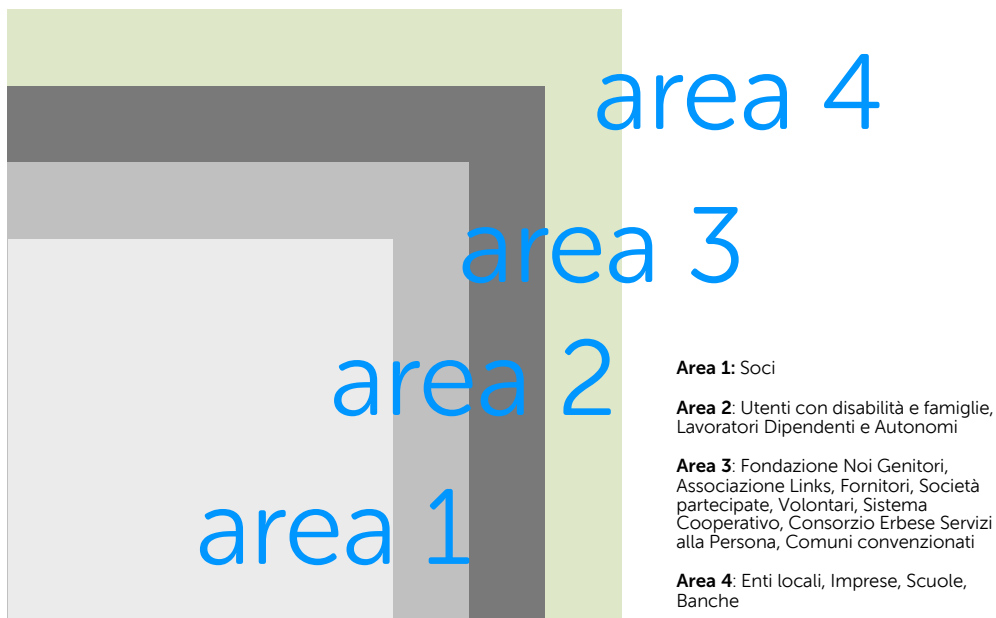 area 4
area 3
area 2
area 1
Area 1: Soci
Area 2: Utenti con disabilità e famiglie,
Lavoratori Dipendenti e Autonomi
Area 3: Fondazione Noi Genitori,
Associazione Links, Fornitori, Società
partecipate, Volontari, Sistema
Cooperativo, Consorzio Erbese Servizi
alla Persona, Comuni convenzionati
Area 4: Enti locali, Imprese, Scuole,
Banche